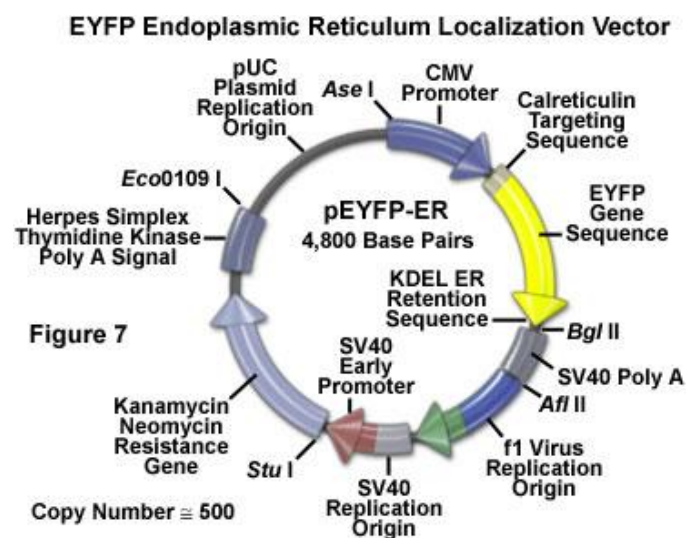 EYFP Endoplasmic Reticulum Localization Vector
pUC
Plasmid
Replication
Origin
Ase I
CMV
Promoter
Calreticulin
Targeting
Sequence
Eco0109 I
pEYFP-ER
4,800 Base Pairs
EYFP
Gene
Sequence
Herpes Simplex
Thymidine Kinase
Poly A Signal
KDEL ER
Retention
Sequence
Bgl II
Figure 7
SV40
Early
Promoter
SV40 Poly A
Afl II
Kanamycin
Neomycin
Resistance
Gene
Stu I
SV40
Replication
Origin
f1 Virus
Replication
Origin
Copy Number ≅ 500